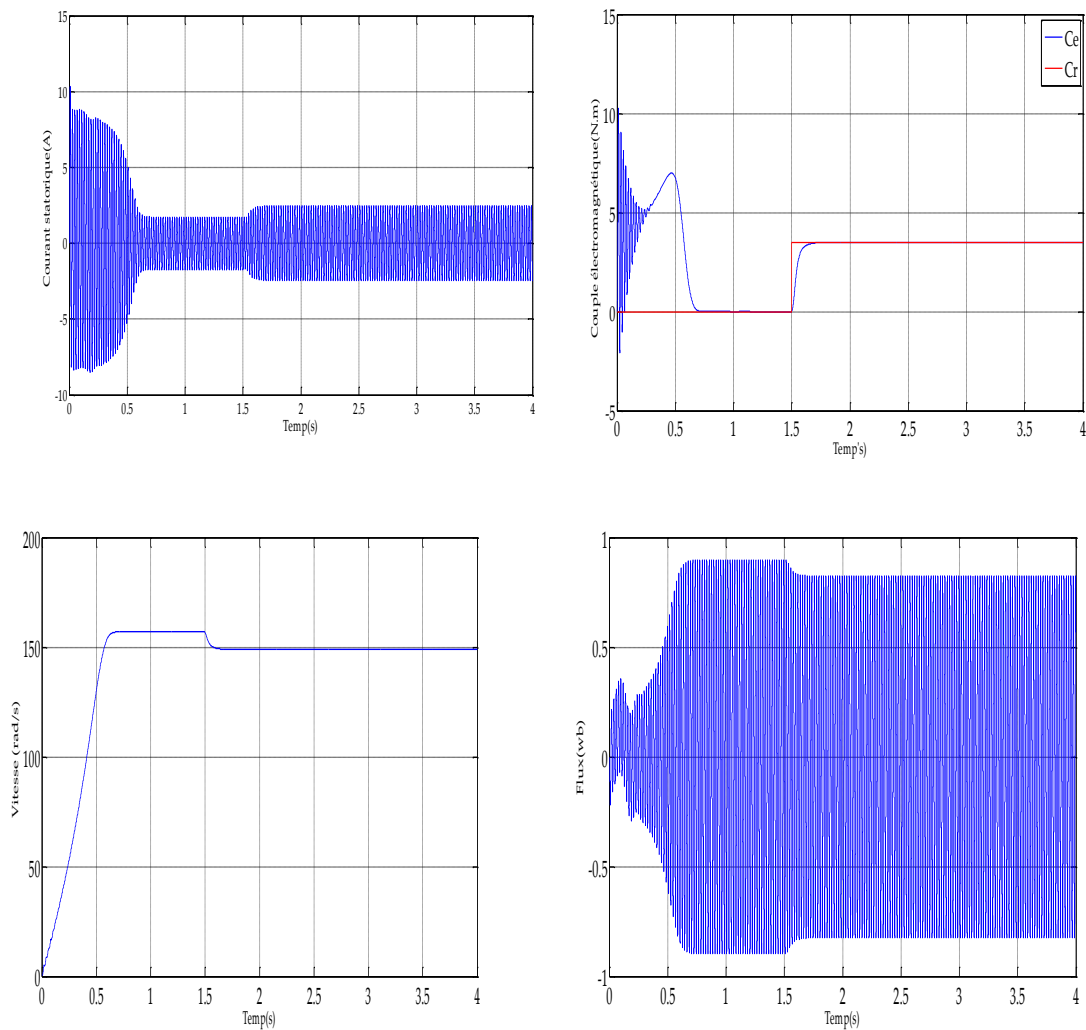 15
10
5
0
-5
-10
Courant statorique(A)
0 0.5 1 1.5 2 2.5 3 3.5 4
Temp(s)
15
10
5
0
-5
Couple électromagnétique(N.m)
Ce
Cr
0 0.5 1 1.5 2 2.5 3 3.5 4
Temp's)
200
150
100
50
0
Vitesse (rad/s)
0 0.5 1 1.5 2 2.5 3 3.5 4
Temp(s)
1
0.5
0
-0.5
-1
Flux(wb)
0 0.5 1 1.5 2 2.5 3 3.5 4
Temp(s)